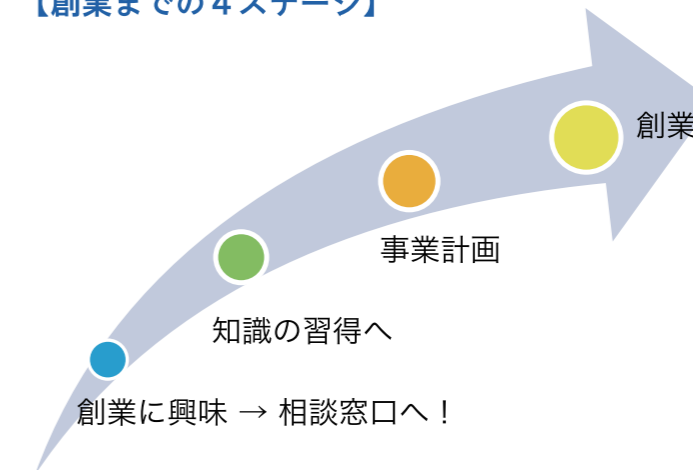 【創業までの４ステージ】
創業
事業計画
知識の習得へ
創業に興味 → 相談窓口へ！